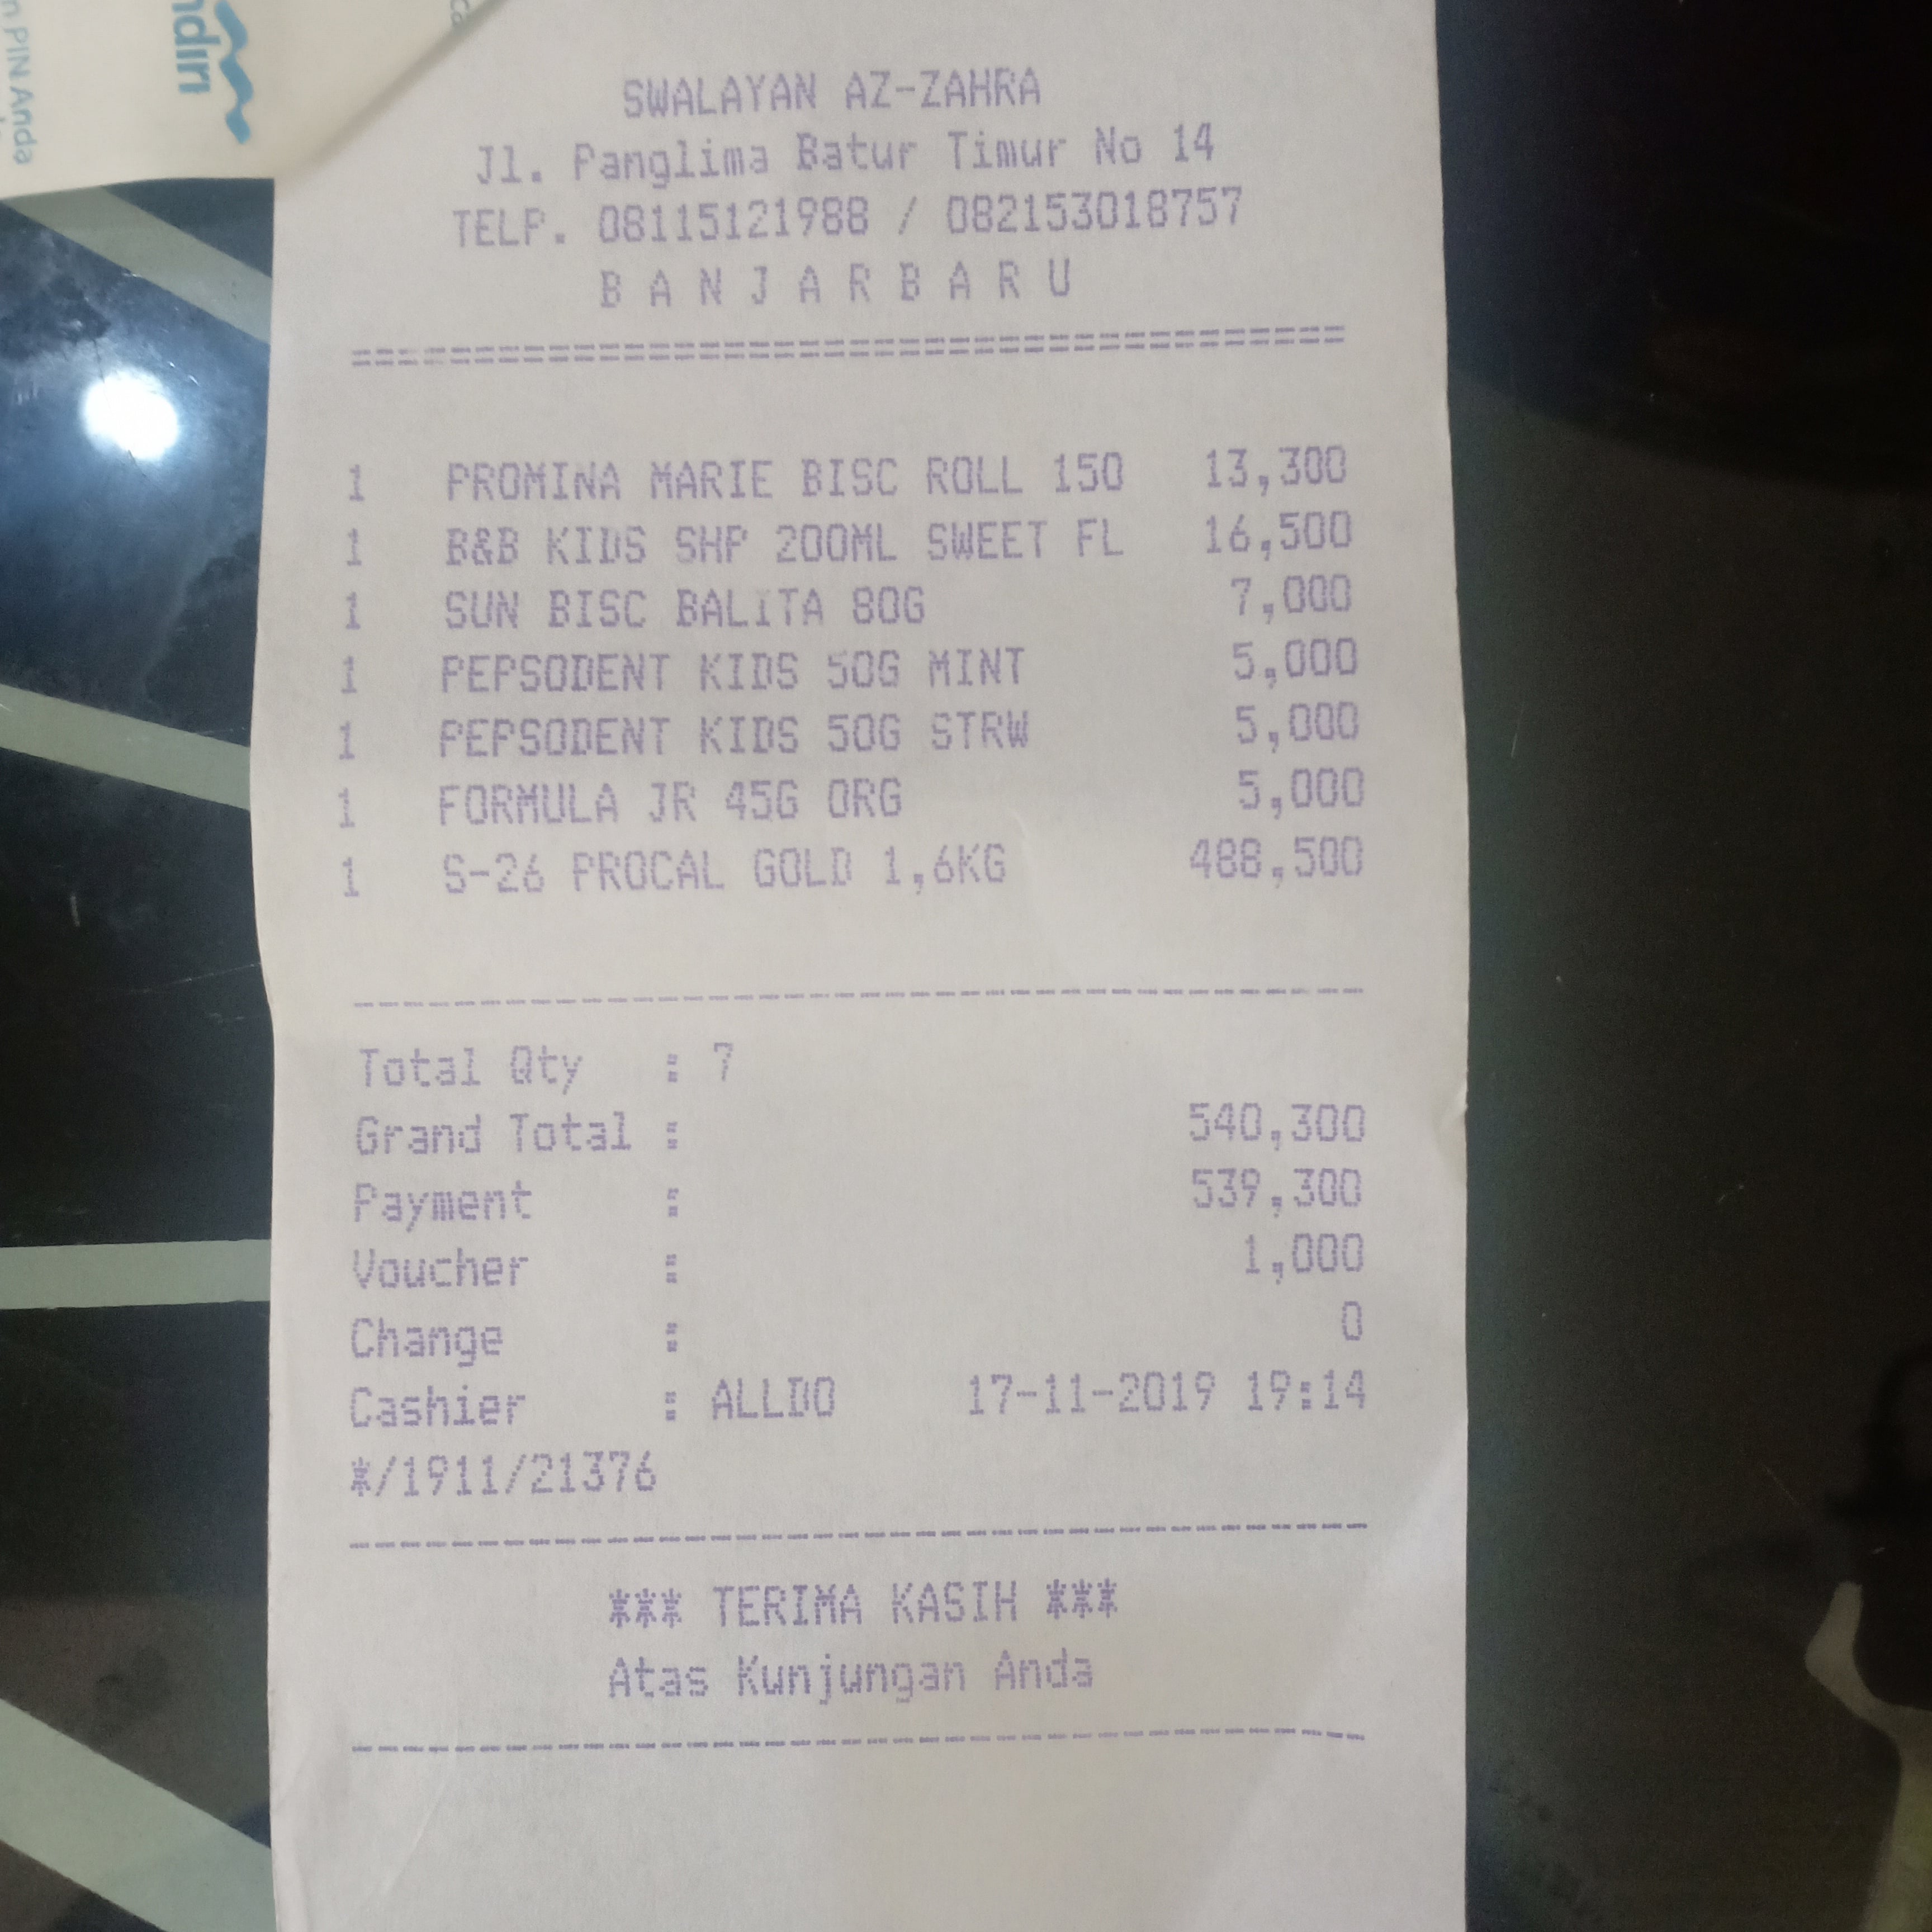 ndiri
n PIN Anda
SWALAYAN AZ-ZAHRA
Jl. Panglima Batur Timur No 14
TELP. 08115121988 / 082153018757
B A N J A R B A R U
========================================
1 PROMINA MARIE BISC ROLL 150 13,300
1 B&B KIDS SHP 200ML SWEET FL 16,500
1 SUN BISC BALITA 80G 7,000
1 PEPSODENT KIDS 50G MINT 5,000
1 PEPSODENT KIDS 50G STRW 5,000
1 FORMULA JR 45G ORG 5,000
1 S-26 PROCAL GOLD 1,6KG 488,500
----------------------------------------
Total Qty : 7
Grand Total : 540,300
Payment : 539,300
Voucher : 1,000
Change : 0
Cashier : ALLDO 17-11-2019 19:14
*/1911/21376
----------------------------------------
*** TERIMA KASIH ***
Atas Kunjungan Anda
----------------------------------------